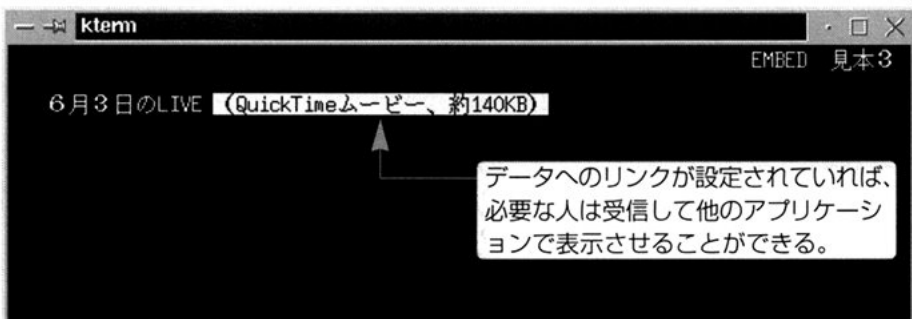 kterm
EMBED 見本3
6月3日のLIVE (QuickTimeムービー、約140KB)
データへのリンクが設定されていれば、
必要な人は受信して他のアプリケーシ
ョンで表示させることができる。